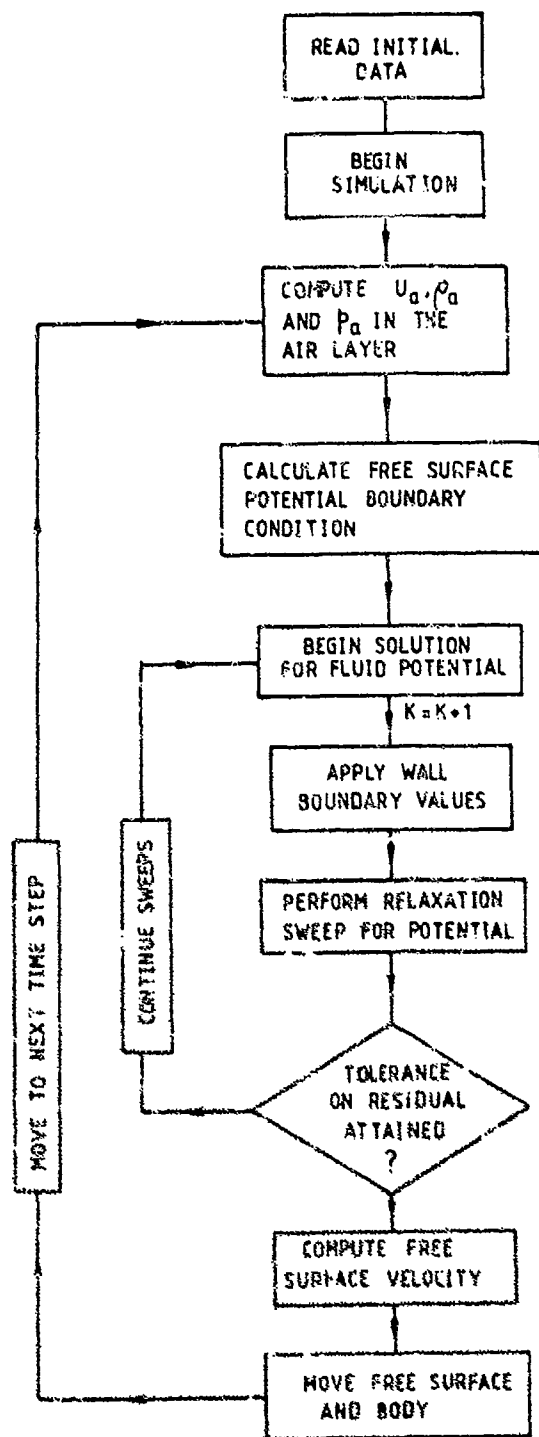 READ INITIAL.
DATA
BEGIN
SIMULATION
COMPUTE Ua, ρa
AND pa IN THE
AIR LAYER
CALCULATE FREE SURFACE
POTENTIAL BOUNDARY
CONDITION
BEGIN SOLUTION
FOR FLUID POTENTIAL
K = K + 1
APPLY WALL
BOUNDARY VALUES
PERFORM RELAXATION
SWEEP FOR POTENTIAL
TOLERANCE
ON RESIDUAL
ATTAINED
?
CONTINUE SWEEPS
MOVE TO NEXT TIME STEP
COMPUTE FREE
SURFACE VELOCITY
MOVE FREE SURFACE
AND BODY